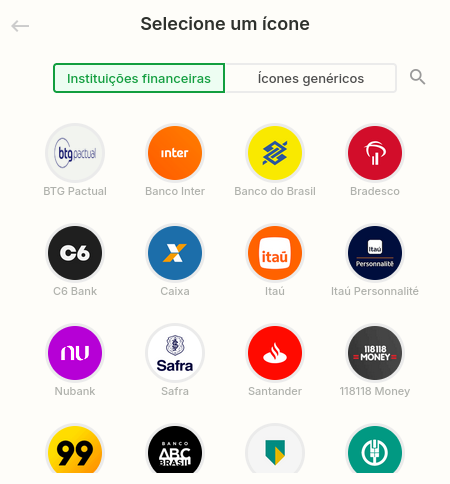 Selecione um ícone
Instituições financeiras
Ícones genéricos
btgpactual
inter
BTG Pactual
Banco Inter
Banco do Brasil
Bradesco
C6
itaú
Itaú
Personnalité
C6 Bank
Caixa
Itaú
Itaú Personnalité
nu
Safra
118118
MONEY
Nubank
Safra
Santander
118118 Money
99
BANCO
ABC
BRASIL